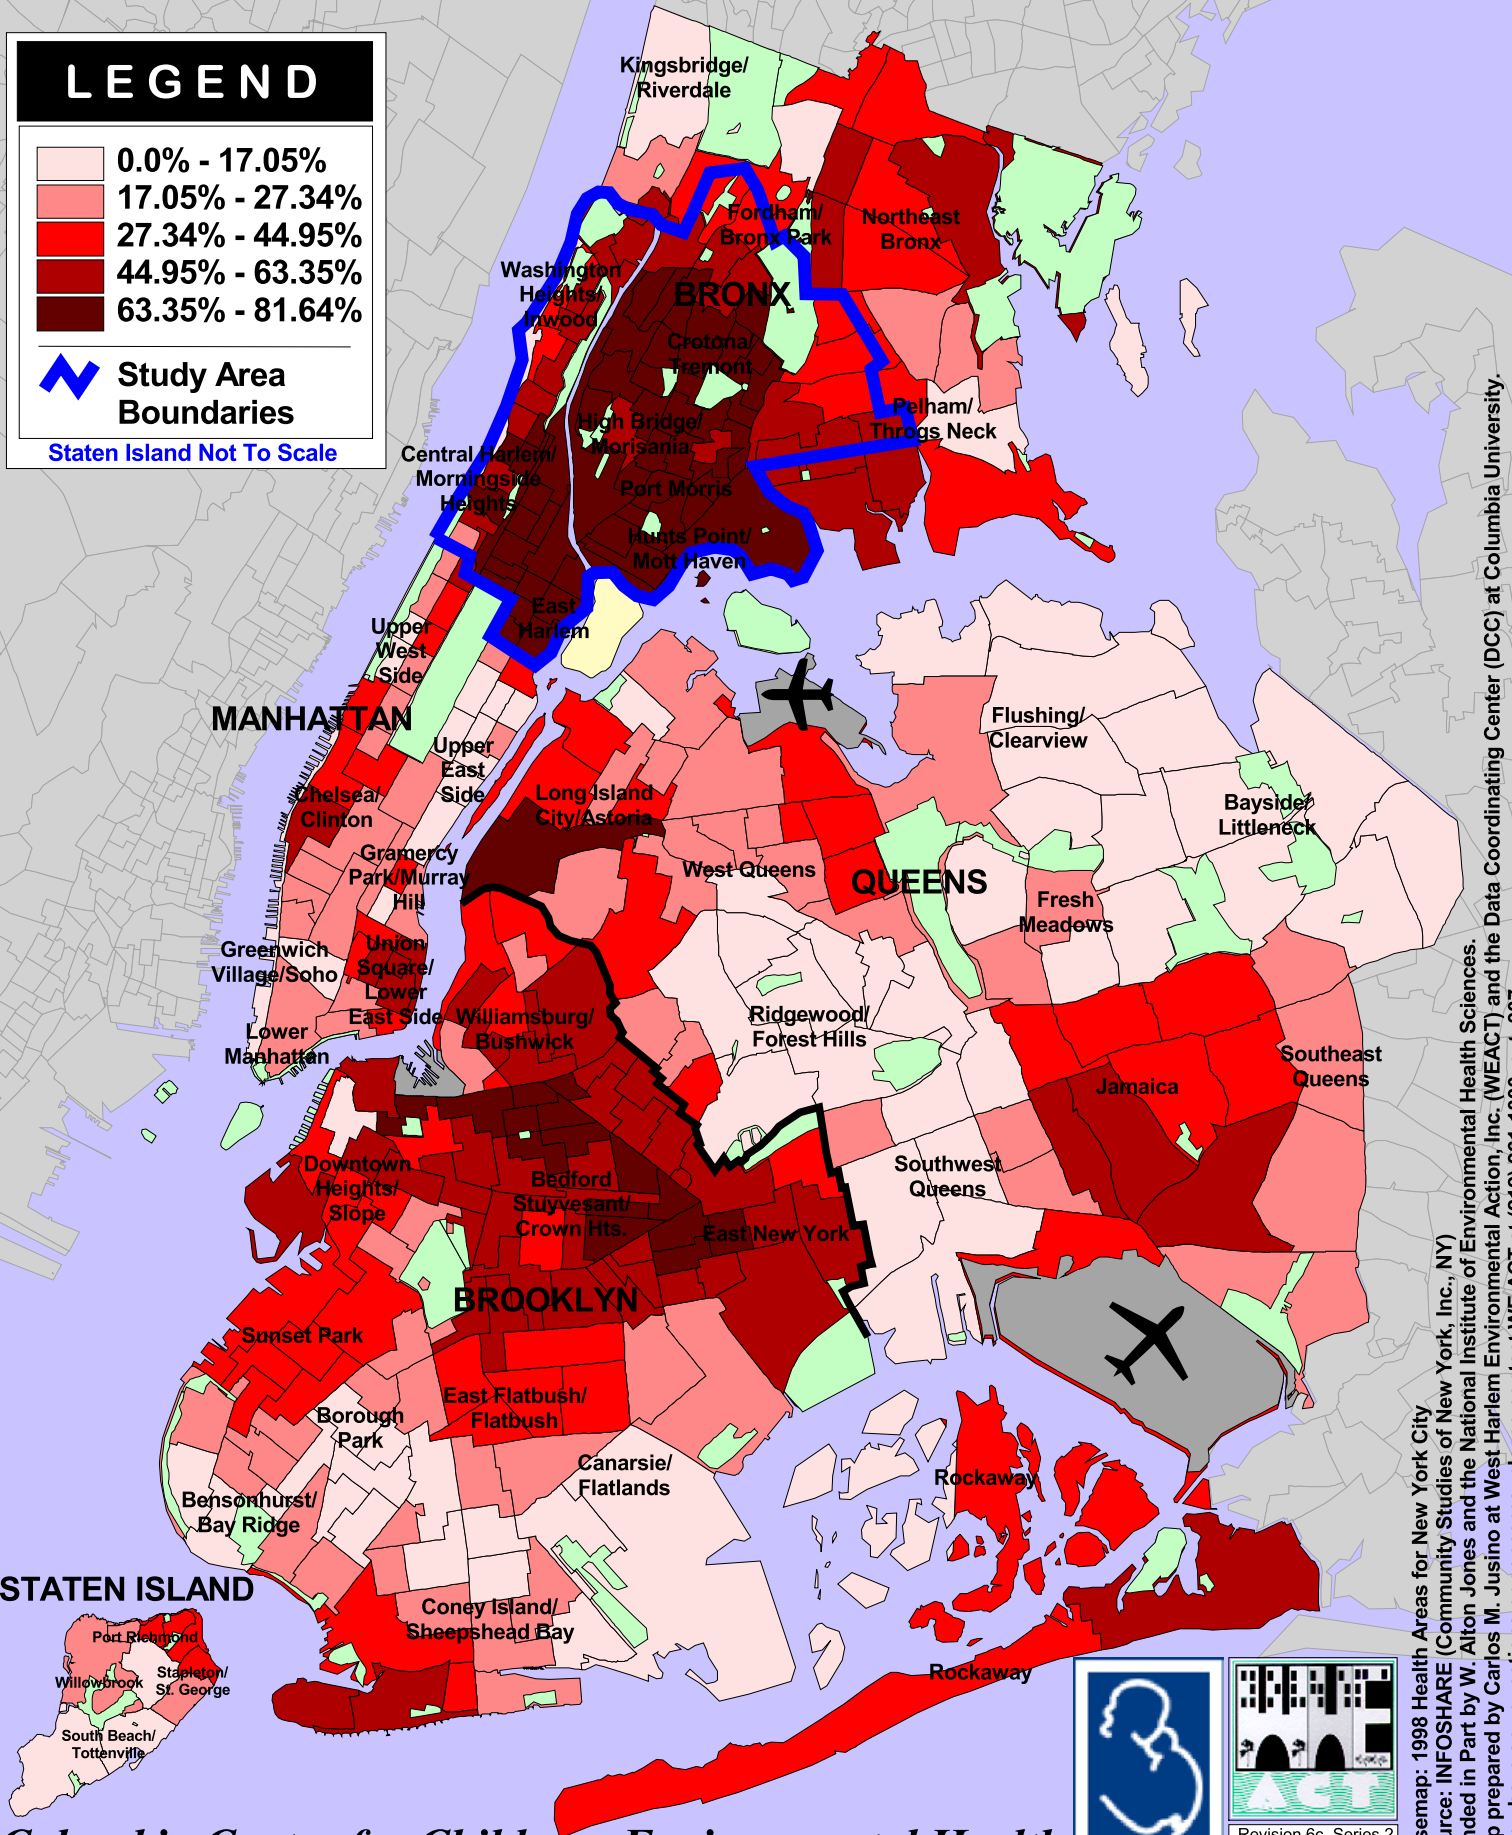 LEGEND
0.0% - 17.05%
17.05% - 27.34%
27.34% - 44.95%
44.95% - 63.35%
63.35% - 81.64%
Study Area
Boundaries
Staten Island Not To Scale
Kingsbridge/
Riverdale
Fordham/
Bronx Park
Northeast
Bronx
Washington
Heights/
Inwood
BRONX
Crotona/
Tremont
High Bridge/
Morisania
Pelham/
Throgs Neck
Central Harlem/
Morningside
Heights
Port Morris
Hunts Point/
Mott Haven
East
Harlem
Upper
West
Side
MANHATTAN
Upper
East
Side
Flushing/
Clearview
Chelsea/
Clinton
Long Island
City/Astoria
Bayside/
Littleneck
Gramercy
Park/Murray
Hill
West Queens
QUEENS
Fresh
Meadows
Greenwich
Village/Soho
Union
Square/
Lower
East Side
Lower
Manhattan
Williamsburg/
Bushwick
Ridgewood/
Forest Hills
Southeast
Queens
Jamaica
Downtown
Heights/
Slope
Bedford
Stuyvesant/
Crown Hts.
Southwest
Queens
East New York
BROOKLYN
Sunset Park
East Flatbush/
Flatbush
Borough
Park
Canarsie/
Flatlands
Rockaway
Bensonhurst/
Bay Ridge
STATEN ISLAND
Coney Island/
Sheepshead Bay
Port Richmond
Willowbrook
Stapleton/
St. George
South Beach/
Tottenville
Rockaway
ACT
Revision 6c, Series 2
semap: 1998 Health Areas for New York City
urce: INFOSHARE (Community Studies of New York, Inc., NY)
nded in Part by W. Alton Jones and the National Institute of Environmental Health Sciences.
p prepared by Carlos M. Jusino at West Harlem Environmental Action, Inc. (WEACT) and the Data Coordinating Center (DCC) at Columbia University.